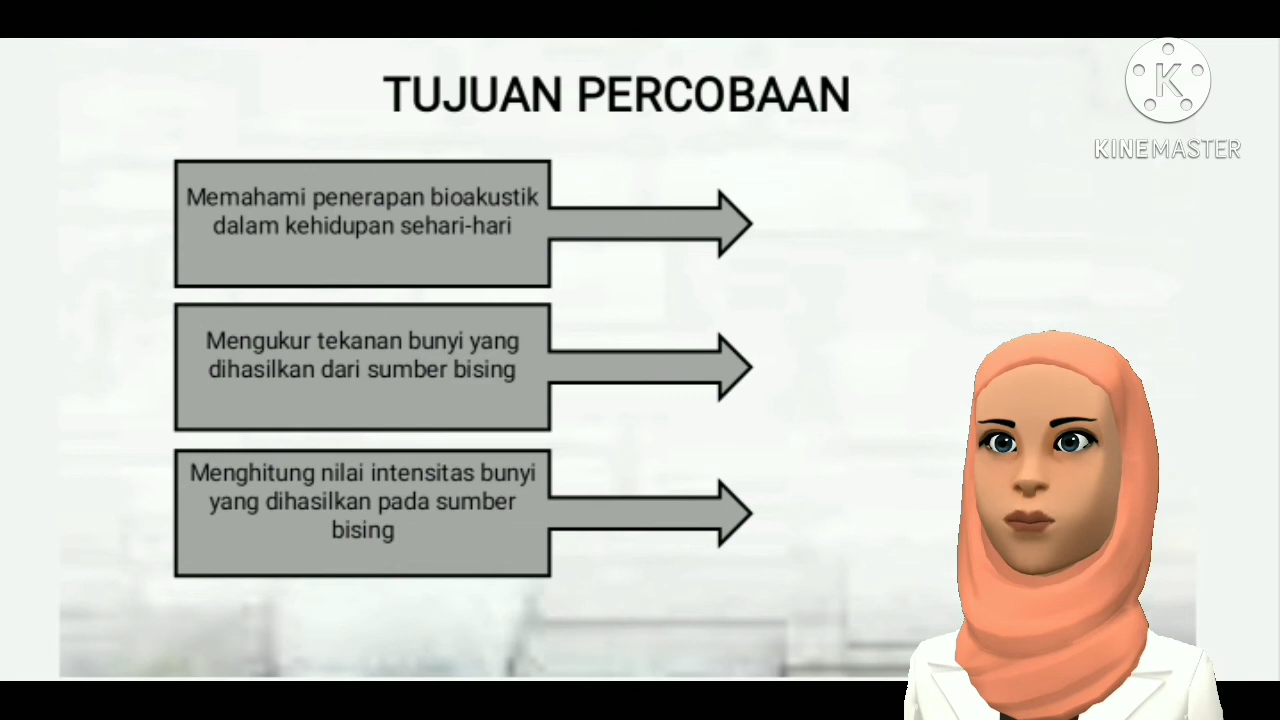 TUJUAN PERCOBAAN
K
KINEMASTER
Memahami penerapan bioakustik
dalam kehidupan sehari-hari
Mengukur tekanan bunyi yang
dihasilkan dari sumber bising
Menghitung nilai intensitas bunyi
yang dihasilkan pada sumber
bising